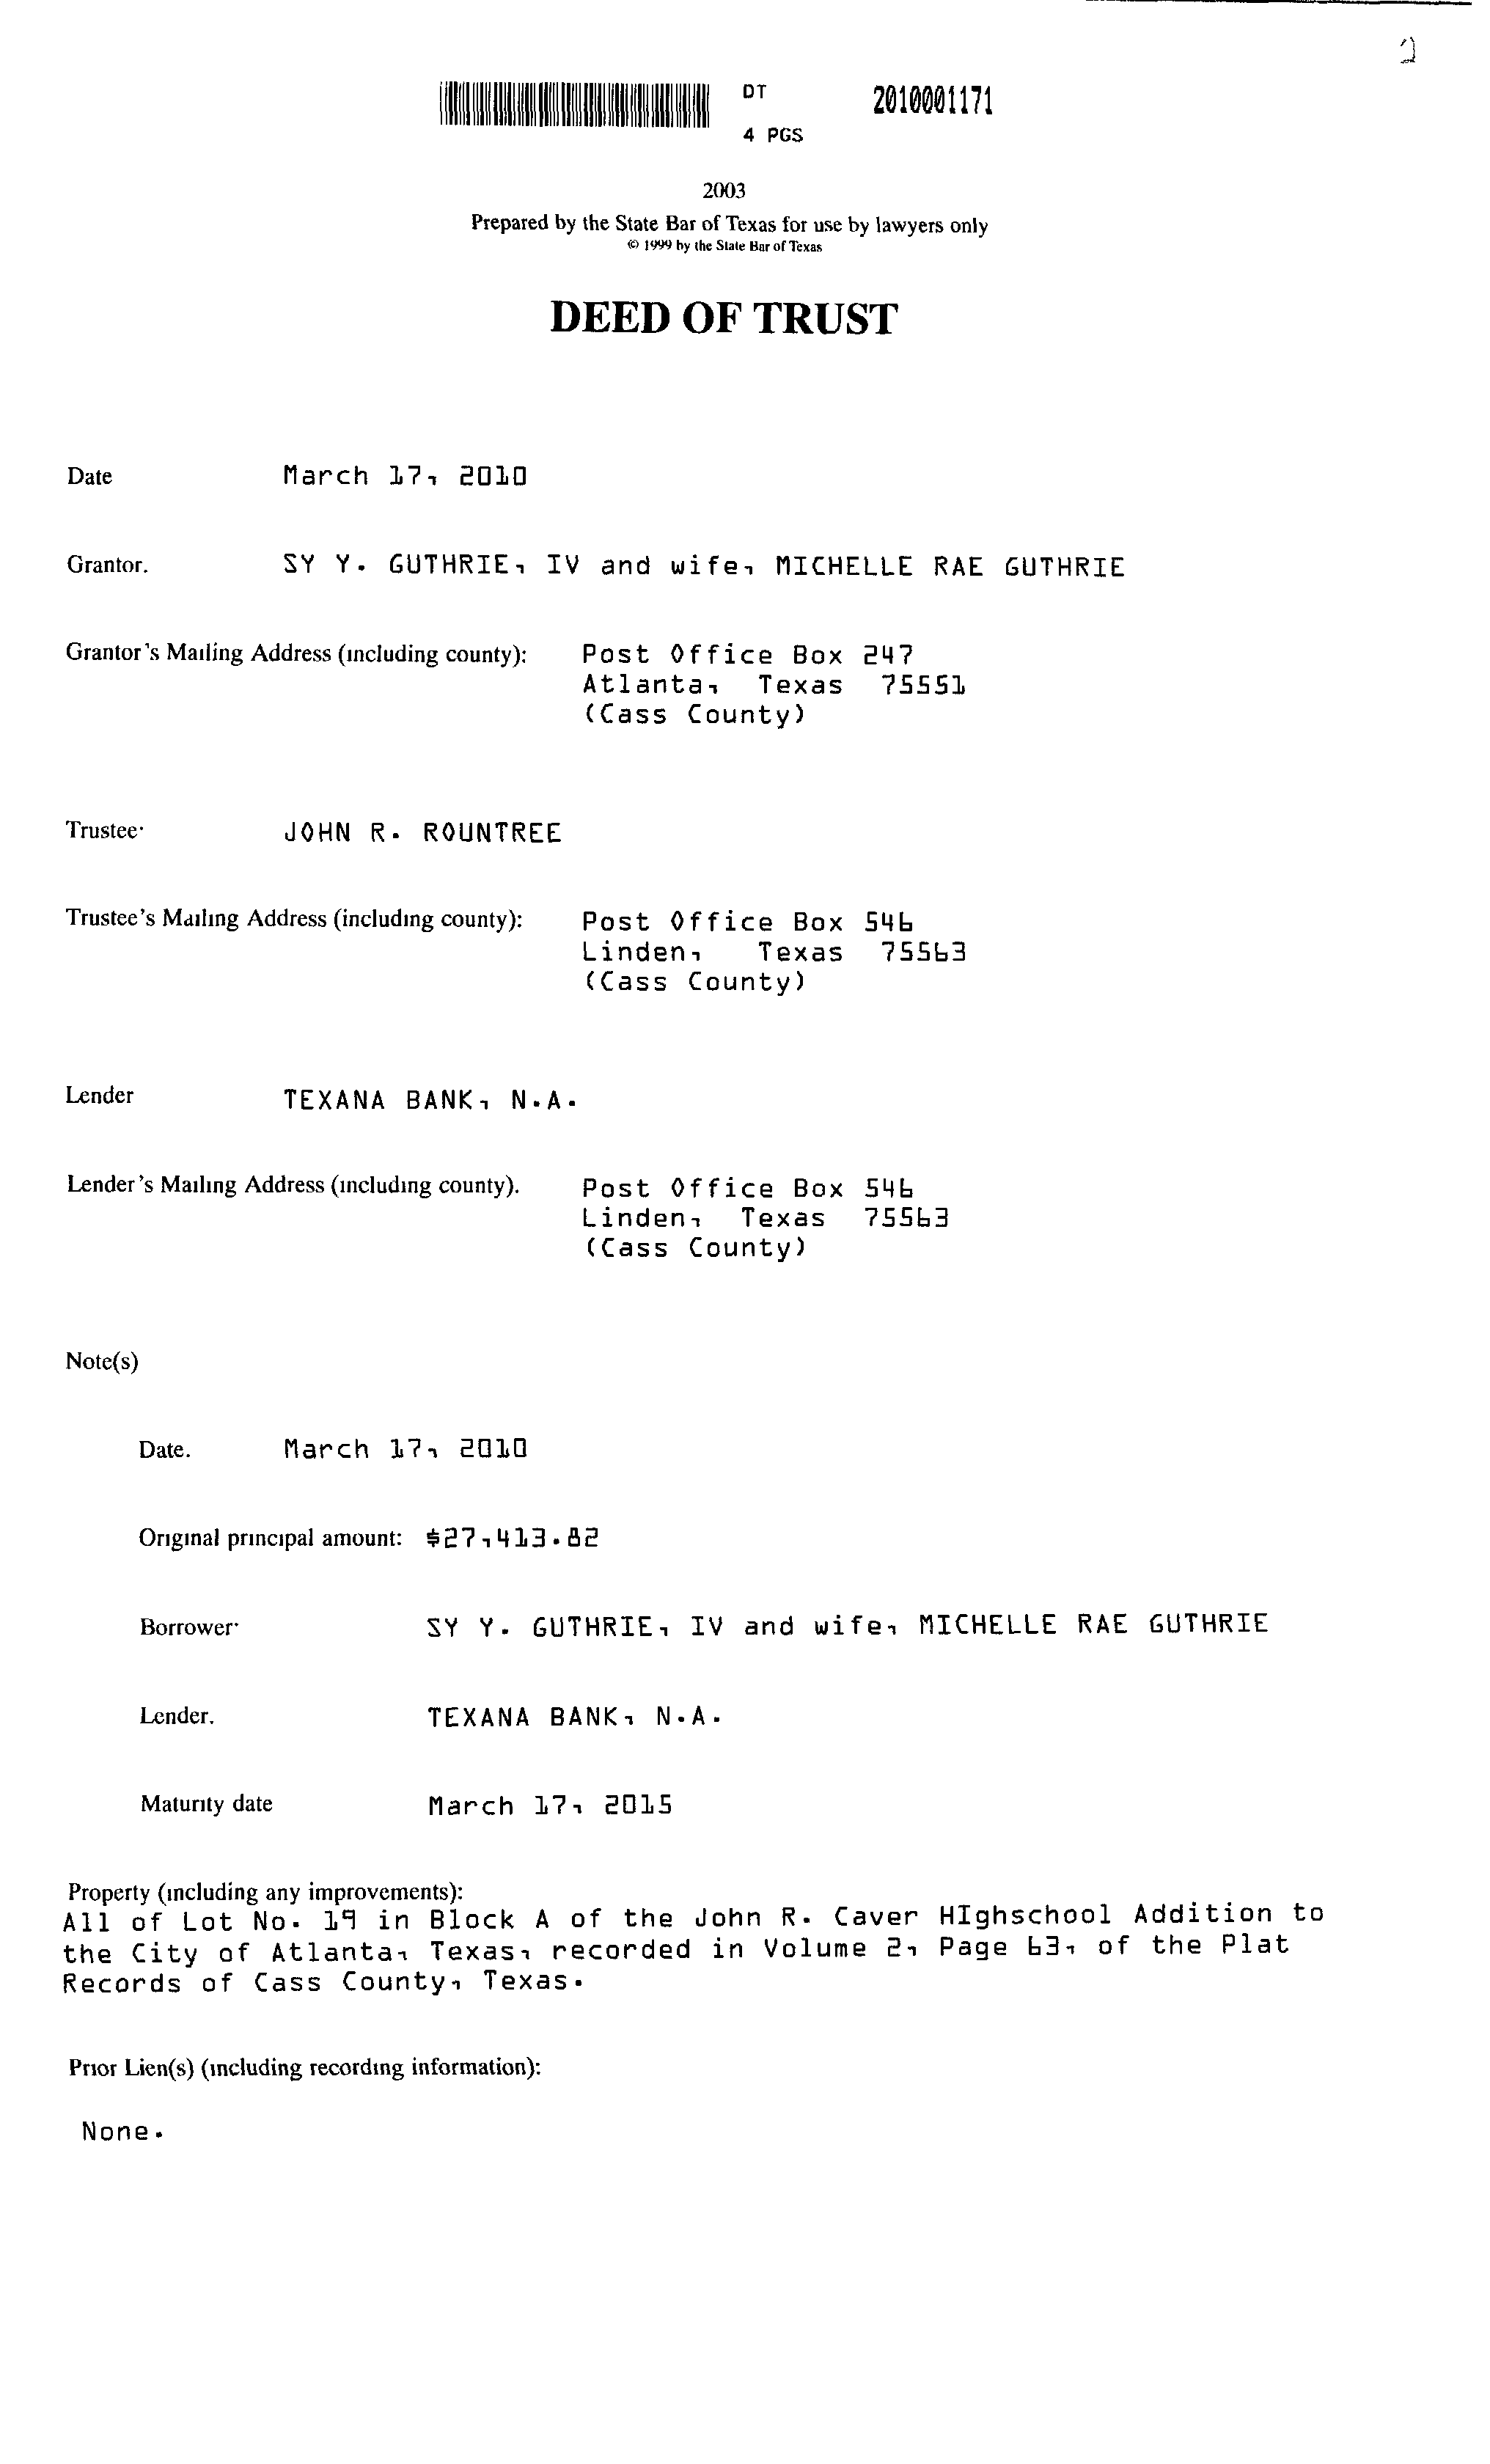 DT 2010001171
4 PGS
2003
Prepared by the State Bar of Texas for use by lawyers only
© 1999 by the State Bar of Texas
DEED OF TRUST
Date March 17, 2010
Grantor. SY Y. GUTHRIE, IV and wife, MICHELLE RAE GUTHRIE
Grantor's Mailing Address (including county): Post Office Box 247
Atlanta, Texas 75551
(Cass County)
Trustee· JOHN R. ROUNTREE
Trustee's Mailing Address (including county): Post Office Box 546
Linden, Texas 75563
(Cass County)
Lender TEXANA BANK, N.A.
Lender's Mailing Address (including county). Post Office Box 546
Linden, Texas 75563
(Cass County)
Note(s)
Date. March 17, 2010
Original principal amount: $27,413.82
Borrower· SY Y. GUTHRIE, IV and wife, MICHELLE RAE GUTHRIE
Lender. TEXANA BANK, N.A.
Maturity date March 17, 2015
Property (including any improvements):
All of Lot No. 19 in Block A of the John R. Caver HIghschool Addition to
the City of Atlanta, Texas, recorded in Volume 2, Page 63, of the Plat
Records of Cass County, Texas.
Prior Lien(s) (including recording information):
None.